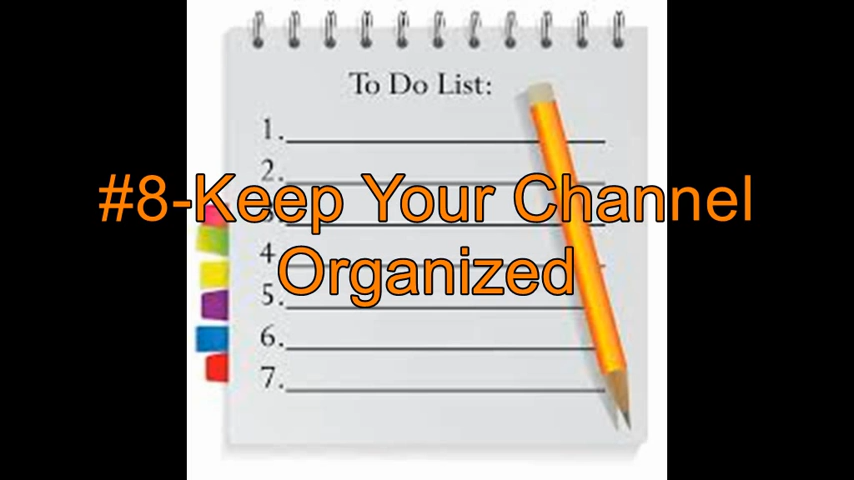 To Do List:
1.
2.
#8-Keep Your Channel
4
Organized
5.
6.
7.